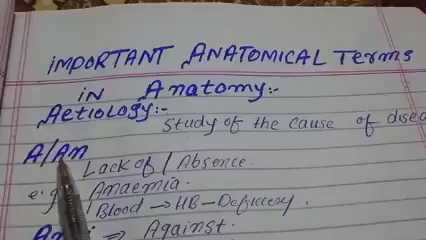 IMPORTANT ANATOMICAL Terms
in Anatomy:-
Aetiology:-
Study of the cause of
A/An
Lack of / Absence.
Anaemia.
Blood → HB - Deficiency.
⇒ Against.